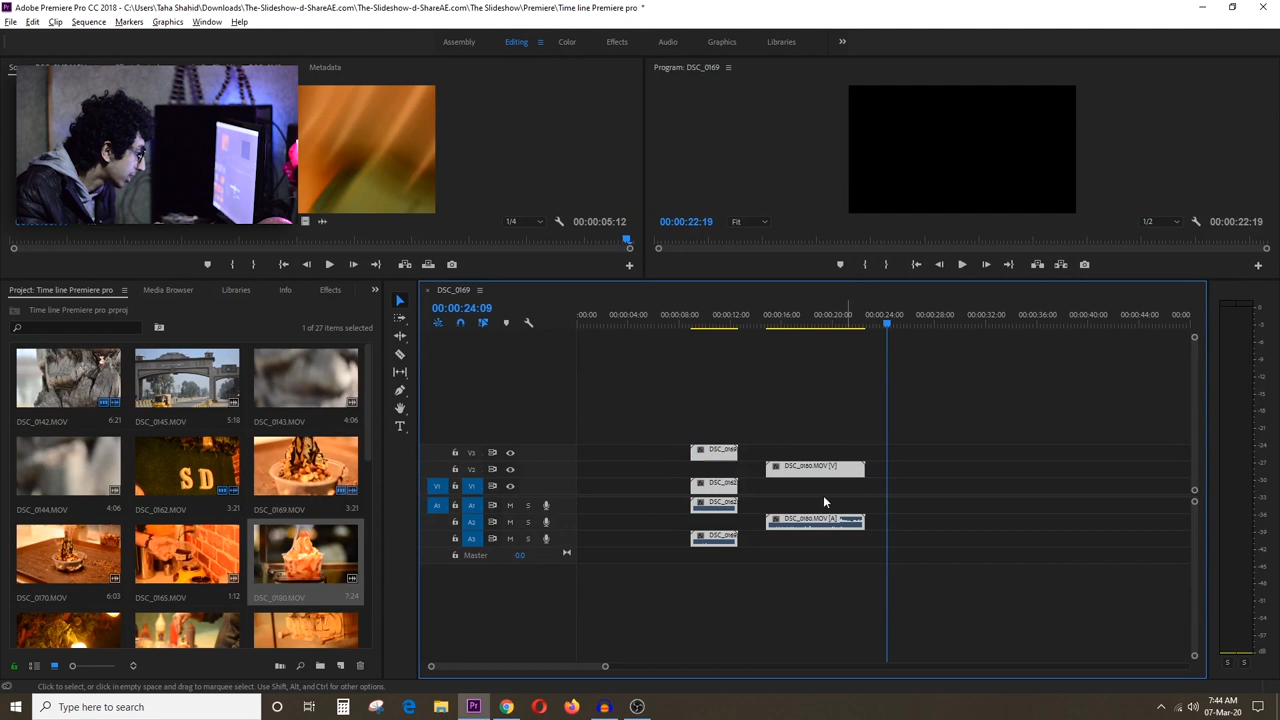 Adobe Premiere Pro CC 2018 - C:\Users\Taha Shahid\Downloads\The-Slideshow-d-ShareAE.com\The-Slideshow-d-ShareAE.com\The Slideshow\Premiere\Time line Premiere pro *
File Edit Clip Sequence Markers Graphics Window Help
Assembly Editing Color Effects Audio Graphics Libraries
Metadata
Program: DSC_0169
1/4 00:00:05:12
00:00:22:19 Fit 1/2 00:00:22:19
Project: Time line Premiere pro Media Browser Libraries Info Effects
Time line Premiere pro .prproj
1 of 27 items selected
DSC_0142.MOV 6:21 DSC_0145.MOV 5:18 DSC_0143.MOV 4:06
DSC_0144.MOV 4:06 DSC_0162.MOV 3:21 DSC_0169.MOV 3:21
SD
DSC_0170.MOV 6:03 DSC_0165.MOV 1:12 DSC_0180.MOV 7:24
DSC_0169
00:00:24:09
:00:00 00:00:04:00 00:00:08:00 00:00:12:00 00:00:16:00 00:00:20:00 00:00:24:00 00:00:28:00 00:00:32:00 00:00:36:00 00:00:40:00 00:00:44:00 00:00
V3 DSC_0169
V2 DSC_0180.MOV [V]
V1 V1 DSC_0162
A1 A1 M S DSC_0162
A2 M S DSC_0180.MOV [A]
A3 M S DSC_0169
Master 0.0
S S
Click to select, or click in empty space and drag to marquee select. Use Shift, Alt, and Ctrl for other options.
Type here to search
7:44 AM
07-Mar-20